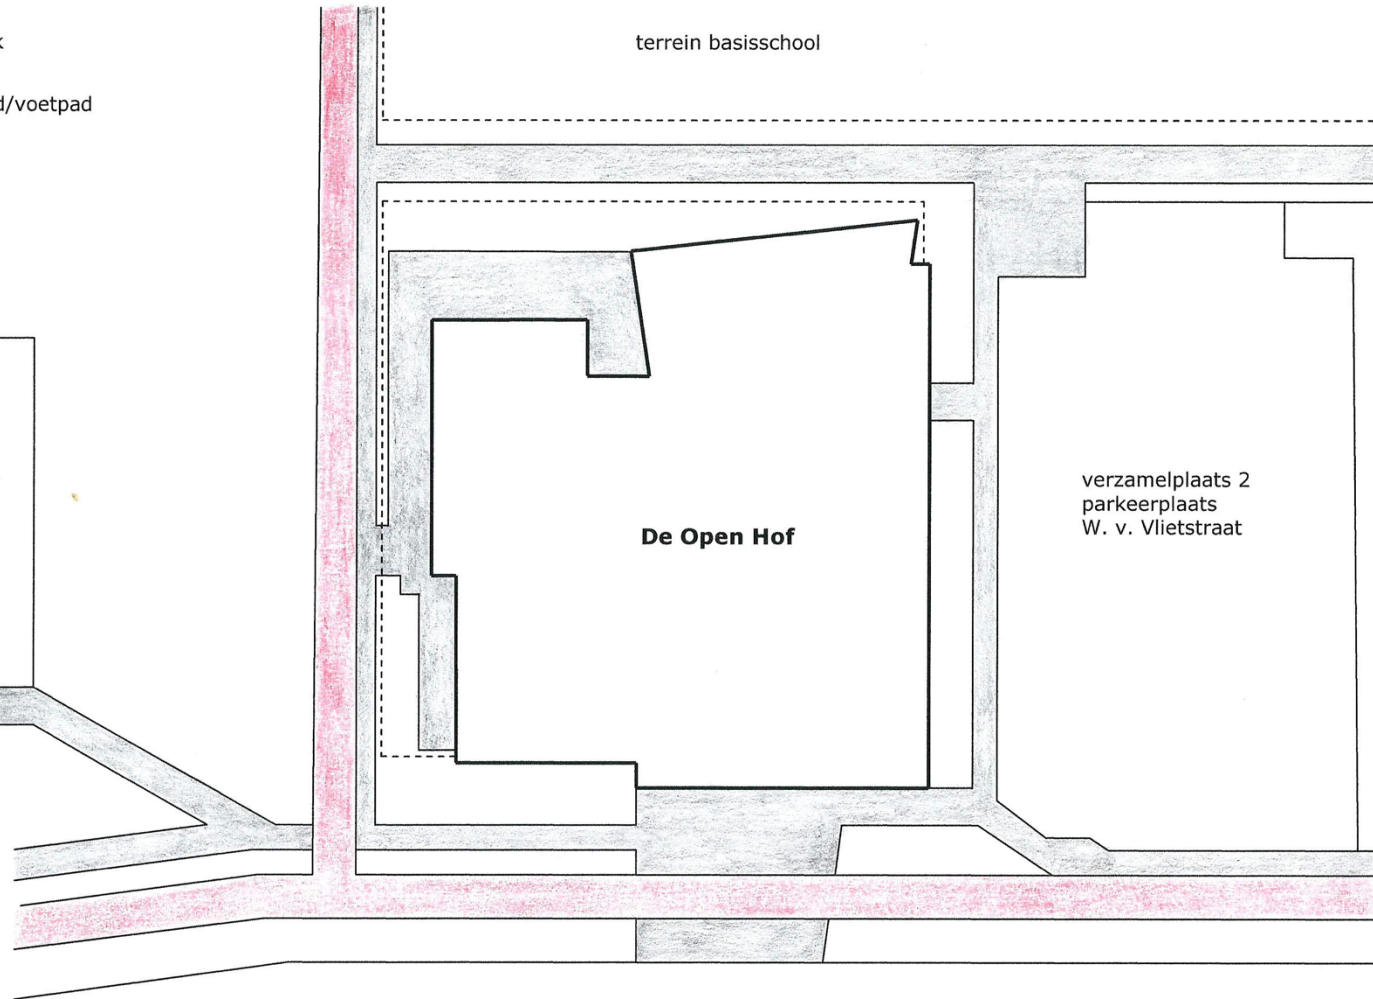 terrein basisschool
d/voetpad
De Open Hof
verzamelplaats 2
parkeerplaats
W. v. Vlietstraat